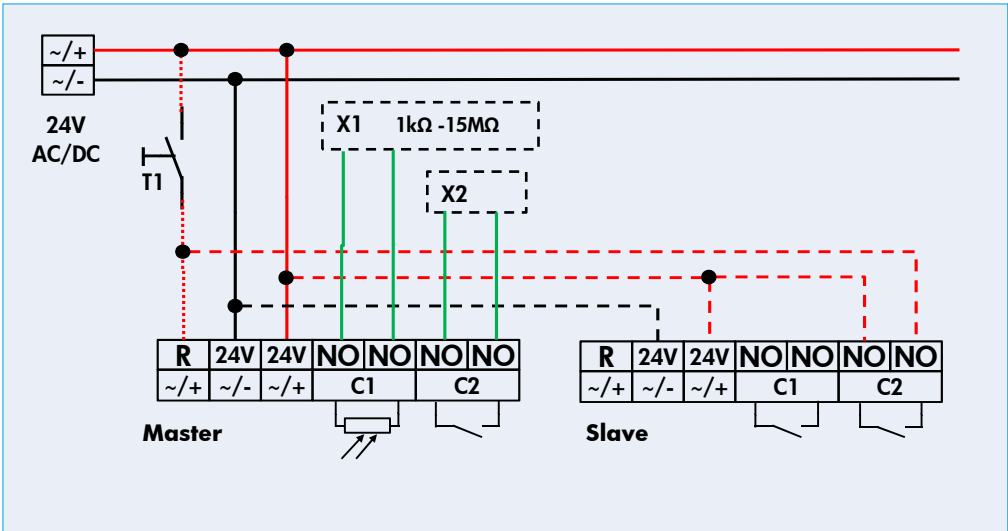 ~/+
~/-
24V
AC/DC
T1
X1 1kΩ -15MΩ
X2
R 24V 24V NO NO NO NO
~/+ ~/- ~/+ C1 C2
Master
R 24V 24V NO NO NO NO
~/+ ~/- ~/+ C1 C2
Slave